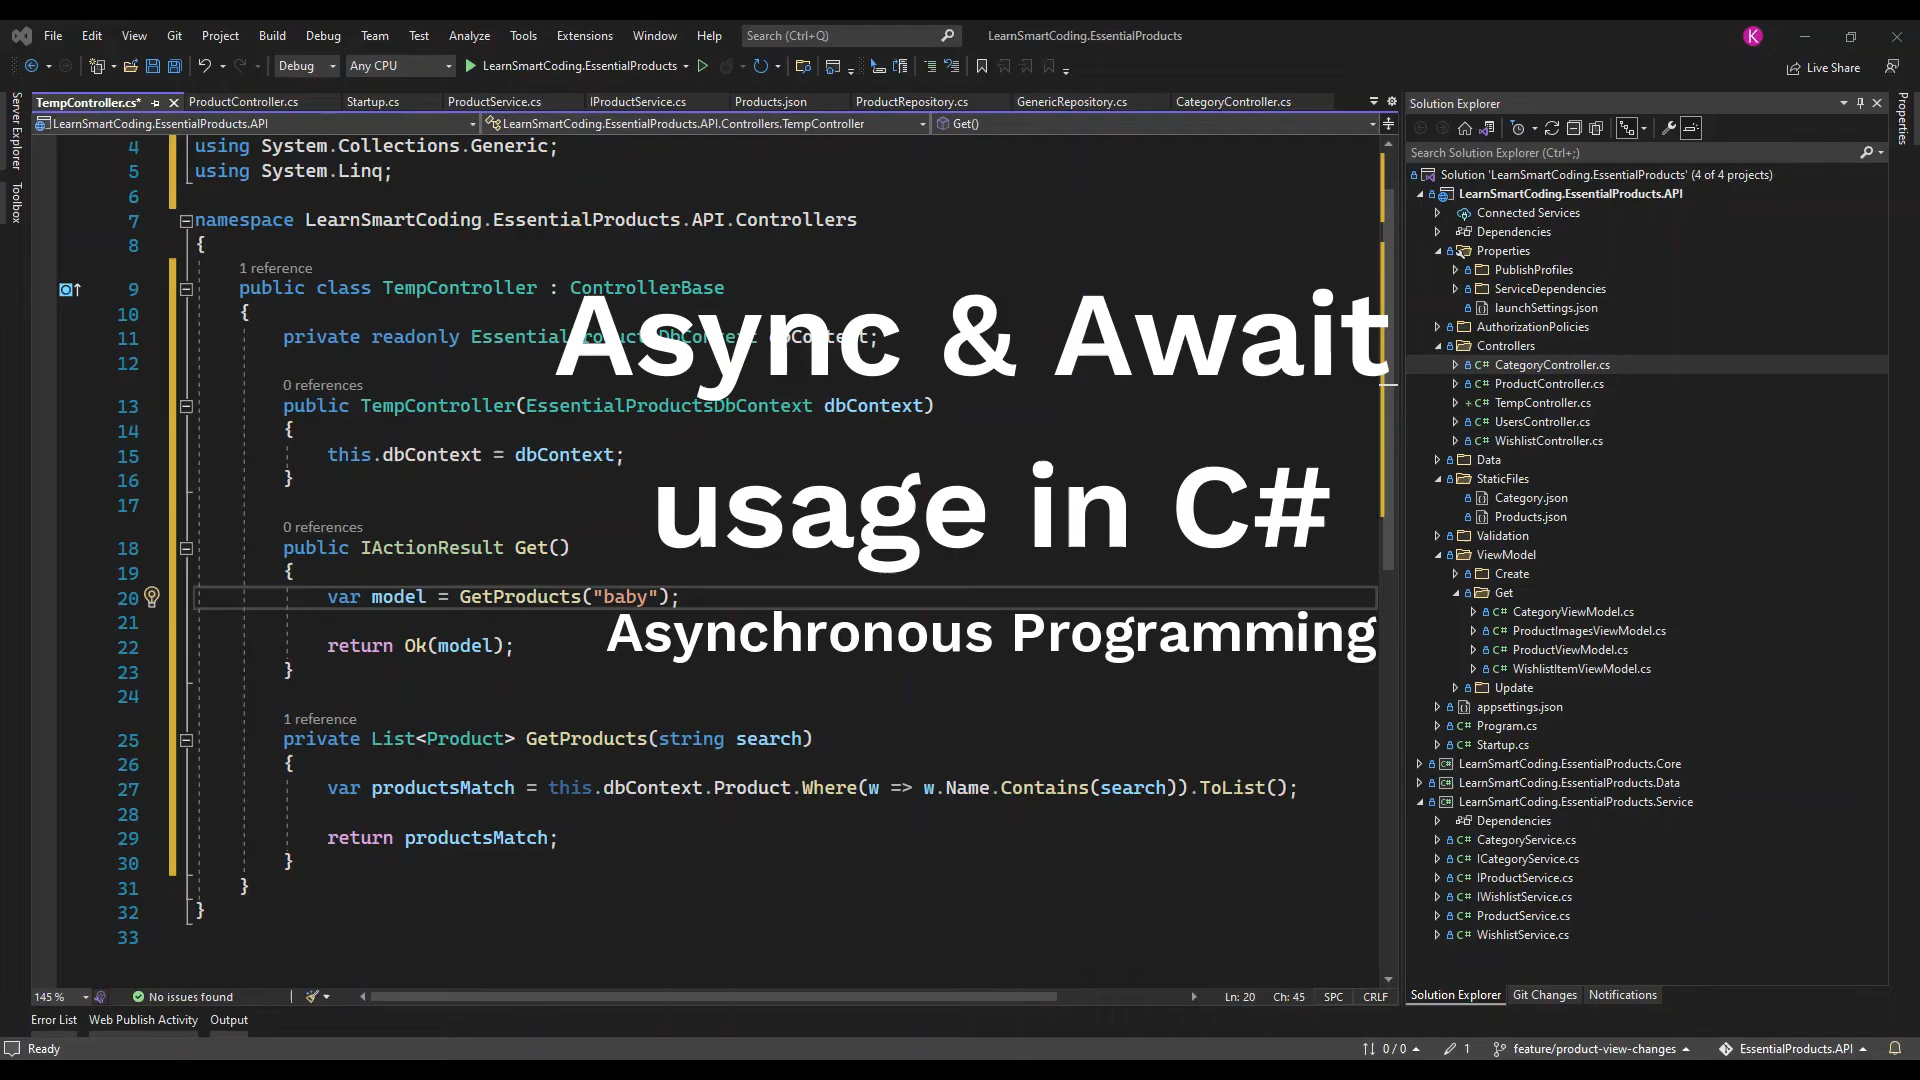 File Edit View Git Project Build Debug Team Test Analyze Tools Extensions Window Help Search (Ctrl+Q) LearnSmartCoding.EssentialProducts K
Debug Any CPU LearnSmartCoding.EssentialProducts Live Share
Server Explorer
Toolbox
TempController.cs* ProductController.cs Startup.cs ProductService.cs IProductService.cs Products.json ProductRepository.cs GenericRepository.cs CategoryController.cs
LearnSmartCoding.EssentialProducts.API LearnSmartCoding.EssentialProducts.API.Controllers.TempController Get()
4 using System.Collections.Generic;
5 using System.Linq;
6
7 namespace LearnSmartCoding.EssentialProducts.API.Controllers
8 {
1 reference
9 public class TempController : ControllerBase
10 {
11 private readonly EssentialProductsDbContext dbContext;
12
0 references
13 public TempController(EssentialProductsDbContext dbContext)
14 {
15 this.dbContext = dbContext;
16 }
17
0 references
18 public IActionResult Get()
19 {
20 var model = GetProducts("baby");
21
22 return Ok(model);
23 }
24
1 reference
25 private List<Product> GetProducts(string search)
26 {
27 var productsMatch = this.dbContext.Product.Where(w => w.Name.Contains(search)).ToList();
28
29 return productsMatch;
30 }
31 }
32 }
33
Async & Await
usage in C#
Asynchronous Programming
145 % No issues found Ln: 20 Ch: 45 SPC CRLF
Error List Web Publish Activity Output
Solution Explorer
Search Solution Explorer (Ctrl+;)
Solution 'LearnSmartCoding.EssentialProducts' (4 of 4 projects)
LearnSmartCoding.EssentialProducts.API
Connected Services
Dependencies
Properties
PublishProfiles
ServiceDependencies
launchSettings.json
AuthorizationPolicies
Controllers
C# CategoryController.cs
C# ProductController.cs
+ C# TempController.cs
C# UsersController.cs
C# WishlistController.cs
Data
StaticFiles
Category.json
Products.json
Validation
ViewModel
Create
Get
C# CategoryViewModel.cs
C# ProductImagesViewModel.cs
C# ProductViewModel.cs
C# WishlistItemViewModel.cs
Update
appsettings.json
C# Program.cs
C# Startup.cs
LearnSmartCoding.EssentialProducts.Core
LearnSmartCoding.EssentialProducts.Data
LearnSmartCoding.EssentialProducts.Service
Dependencies
C# CategoryService.cs
C# ICategoryService.cs
C# IProductService.cs
C# IWishlistService.cs
C# ProductService.cs
C# WishlistService.cs
Solution Explorer Git Changes Notifications
Properties
Ready 0 / 0 1 feature/product-view-changes EssentialProducts.API